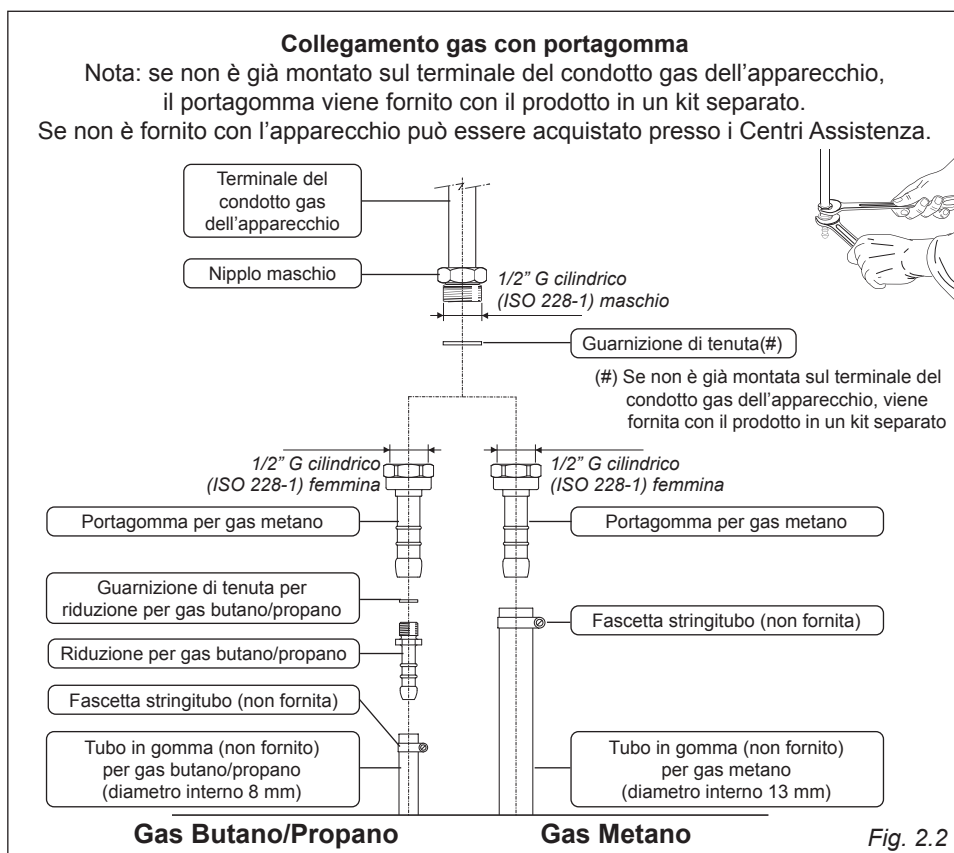 Collegamento gas con portagomma
Nota: se non è già montato sul terminale del condotto gas dell’apparecchio,
il portagomma viene fornito con il prodotto in un kit separato.
Se non è fornito con l’apparecchio può essere acquistato presso i Centri Assistenza.
Terminale del
condotto gas
dell’apparecchio
Nipplo maschio
1/2” G cilindrico
(ISO 228-1) maschio
Guarnizione di tenuta(#)
(#) Se non è già montata sul terminale del
condotto gas dell’apparecchio, viene
fornita con il prodotto in un kit separato
1/2” G cilindrico
(ISO 228-1) femmina
1/2” G cilindrico
(ISO 228-1) femmina
Portagomma per gas metano
Portagomma per gas metano
Guarnizione di tenuta per
riduzione per gas butano/propano
Fascetta stringitubo (non fornita)
Riduzione per gas butano/propano
Fascetta stringitubo (non fornita)
Tubo in gomma (non fornito)
per gas butano/propano
(diametro interno 8 mm)
Tubo in gomma (non fornito)
per gas metano
(diametro interno 13 mm)
Gas Butano/Propano
Gas Metano
Fig. 2.2